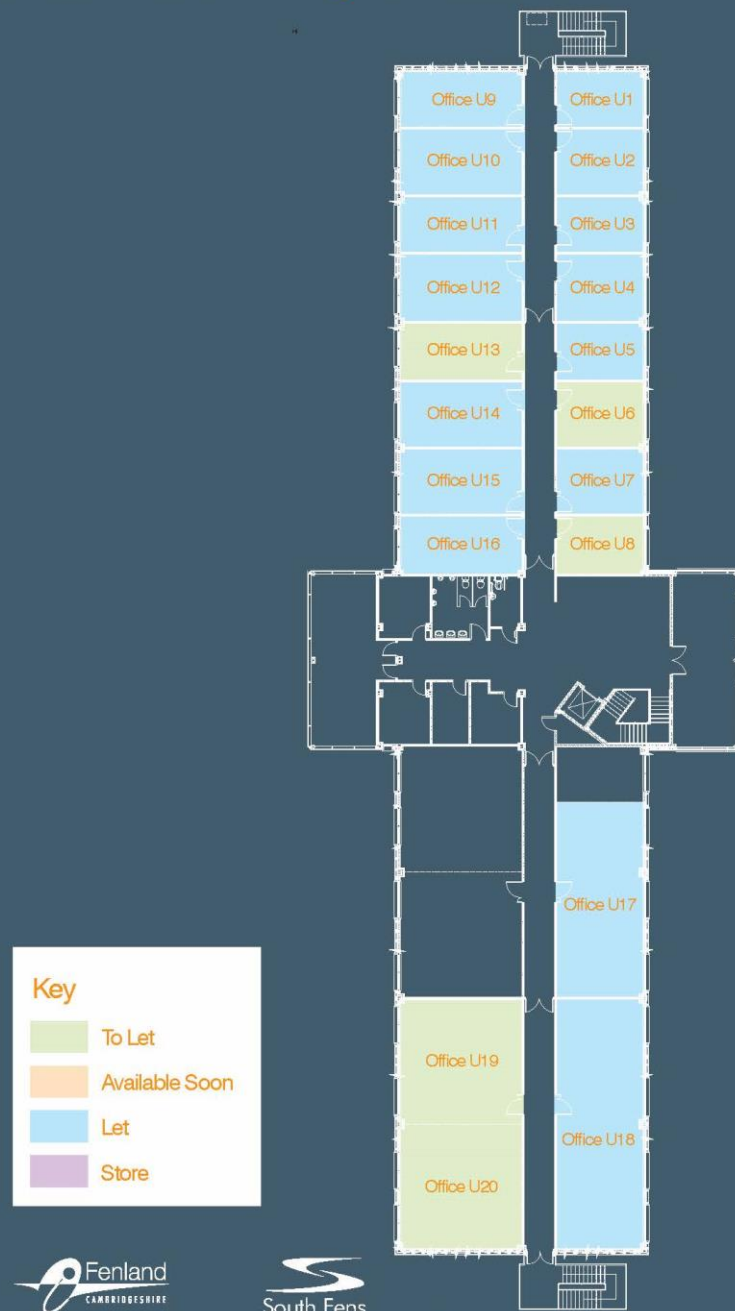 Office U9
Office U1
Office U10
Office U2
Office U11
Office U3
Office U12
Office U4
Office U13
Office U5
Office U14
Office U6
Office U15
Office U7
Office U16
Office U8
Office U17
Office U19
Office U18
Office U20
Key
To Let
Available Soon
Let
Store
Fenland
CAMBRIDGESHIRE
South Fens